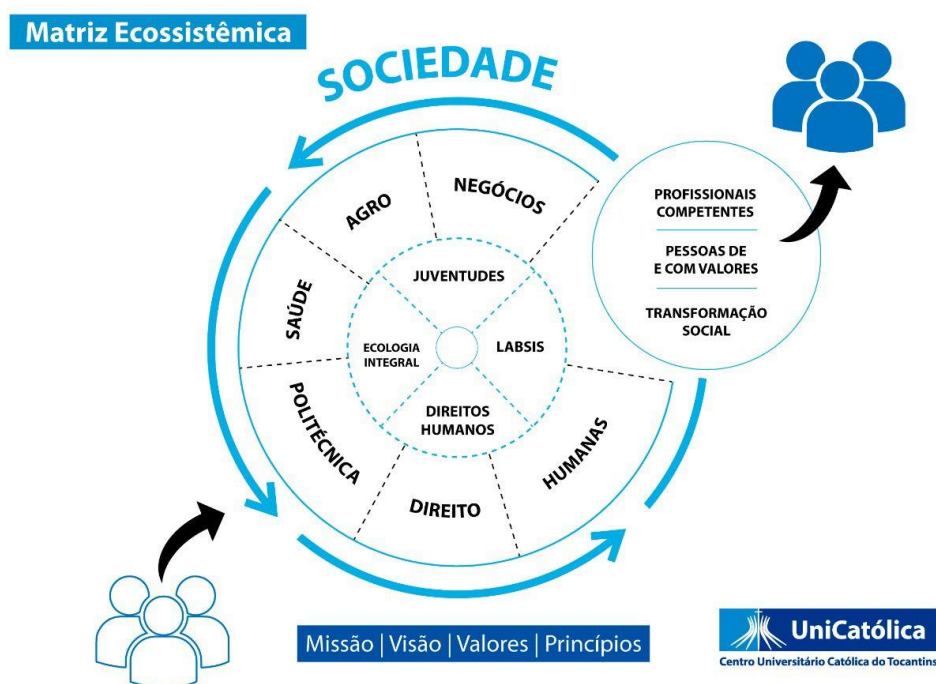 Matriz Ecossistêmica
SOCIEDADE
AGRO
NEGÓCIOS
SAÚDE
JUVENTUDES
ECOLOGIA
INTEGRAL
LABSIS
DIREITOS
HUMANOS
POLITÉCNICA
DIREITO
HUMANAS
PROFISSIONAIS
COMPETENTES
PESSOAS DE
E COM VALORES
TRANSFORMAÇÃO
SOCIAL
Missão | Visão | Valores | Princípios
UniCatólica
Centro Universitário Católica do Tocantins